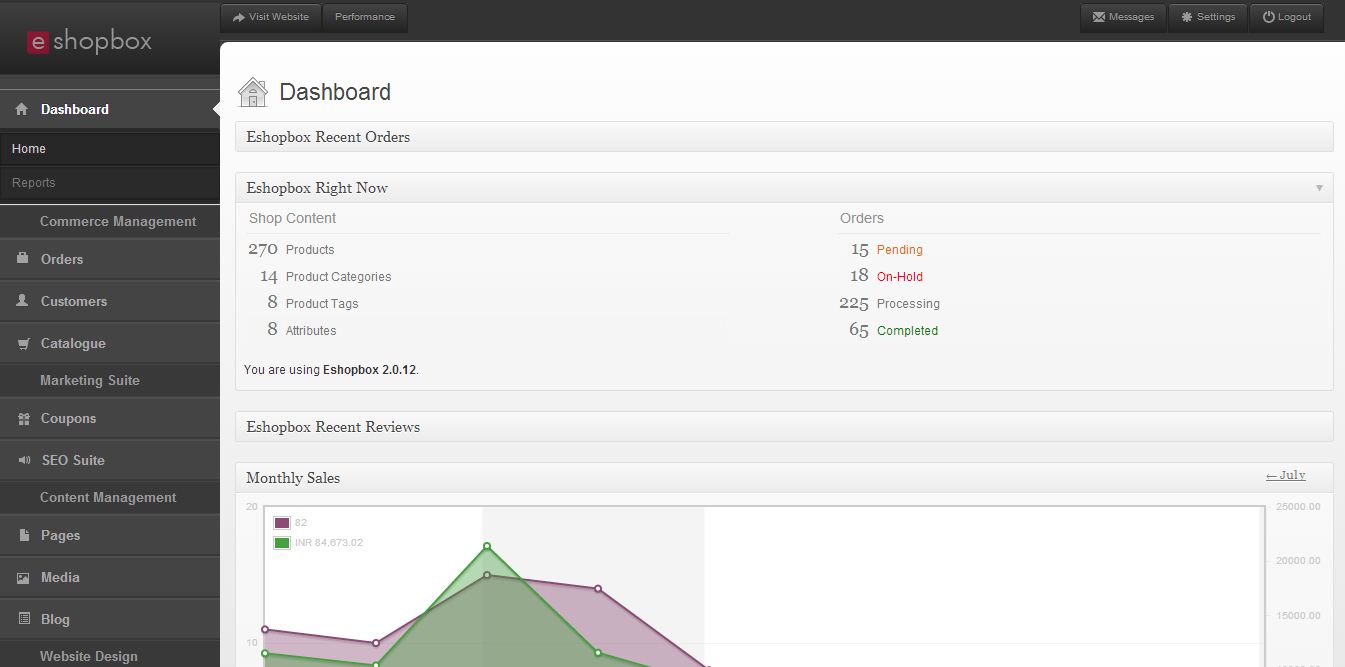 e shopbox
Visit Website
Performance
Messages
Settings
Logout
Dashboard
Home
Reports
Commerce Management
Orders
Customers
Catalogue
Marketing Suite
Coupons
SEO Suite
Content Management
Pages
Media
Blog
Website Design
Dashboard
Eshopbox Recent Orders
Eshopbox Right Now
Shop Content
270 Products
14 Product Categories
8 Product Tags
8 Attributes
Orders
15 Pending
18 On-Hold
225 Processing
65 Completed
You are using Eshopbox 2.0.12.
Eshopbox Recent Reviews
Monthly Sales
← July
20
10
82
INR 84,673.02
25000.00
20000.00
15000.00